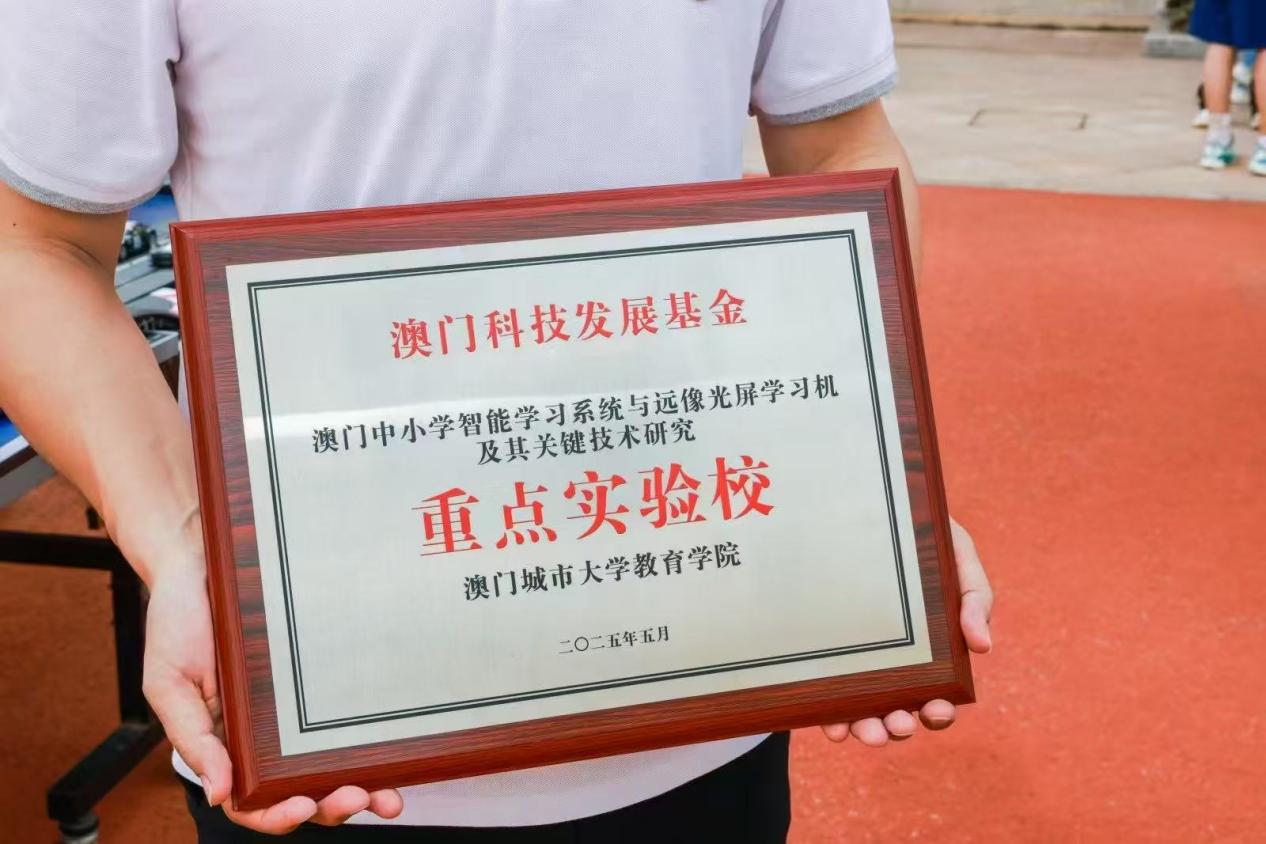 澳门科技发展基金
澳门中小学智能学习系统与远像光屏学习机
及其关键技术研究
重点实验校
澳门城市大学教育学院
二〇二五年五月